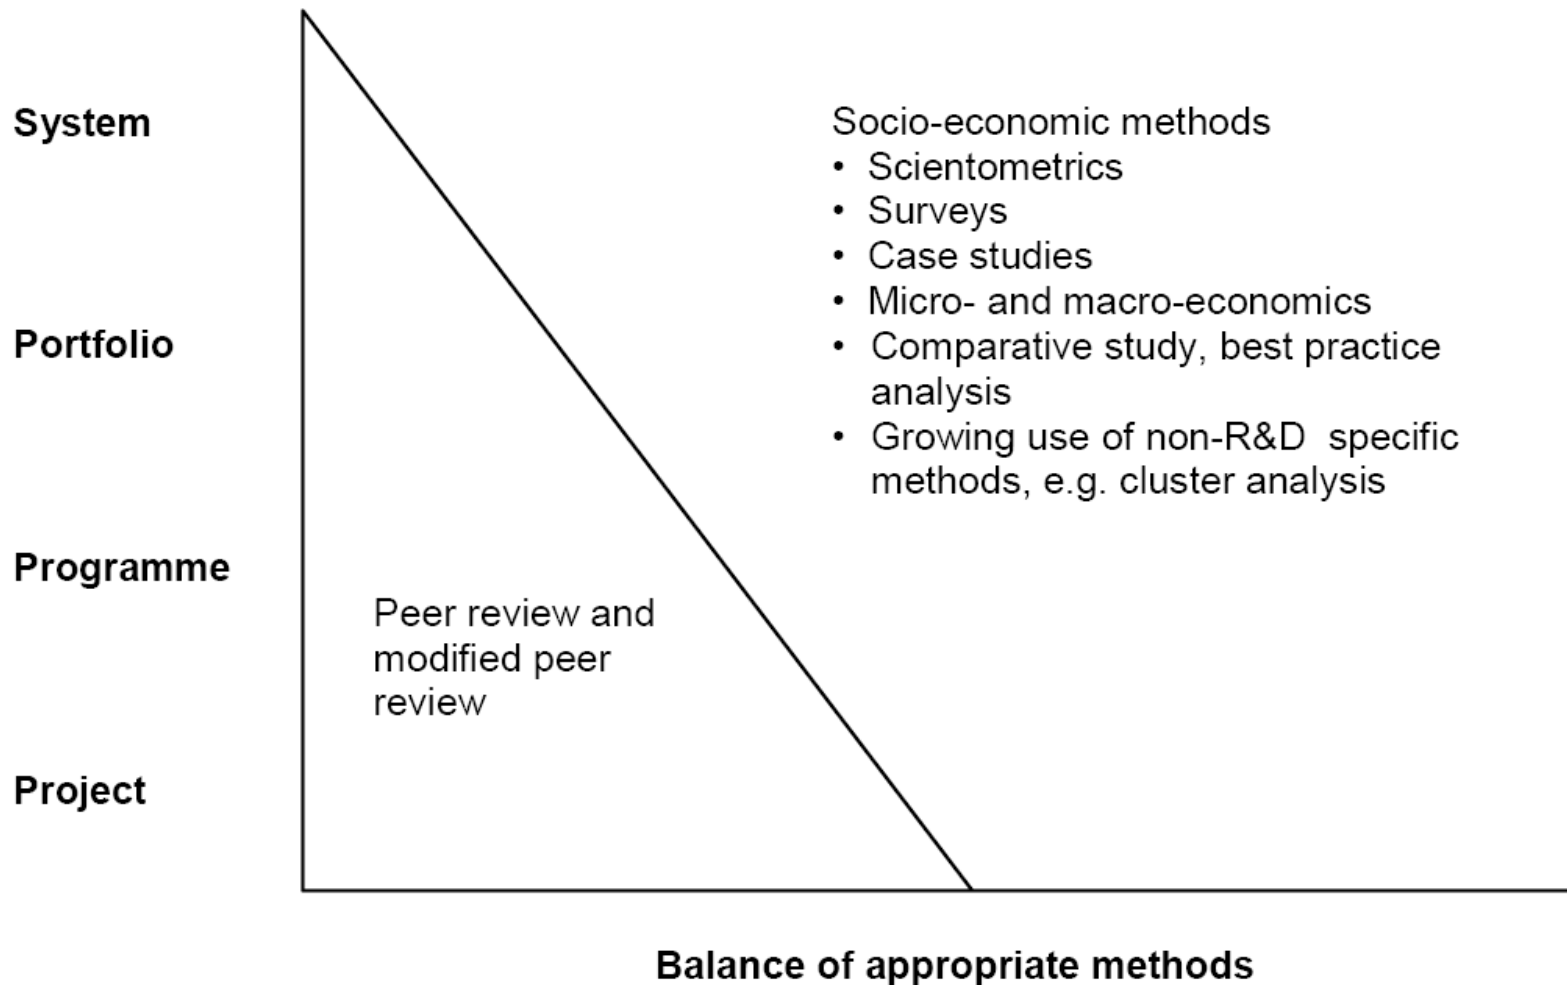 System
Socio-economic methods
• Scientometrics
• Surveys
• Case studies
• Micro- and macro-economics
Portfolio
• Comparative study, best practice
analysis
• Growing use of non-R&D  specific
methods, e.g. cluster analysis
Programme
Peer review and
modified peer
review
Project
Balance of appropriate methods